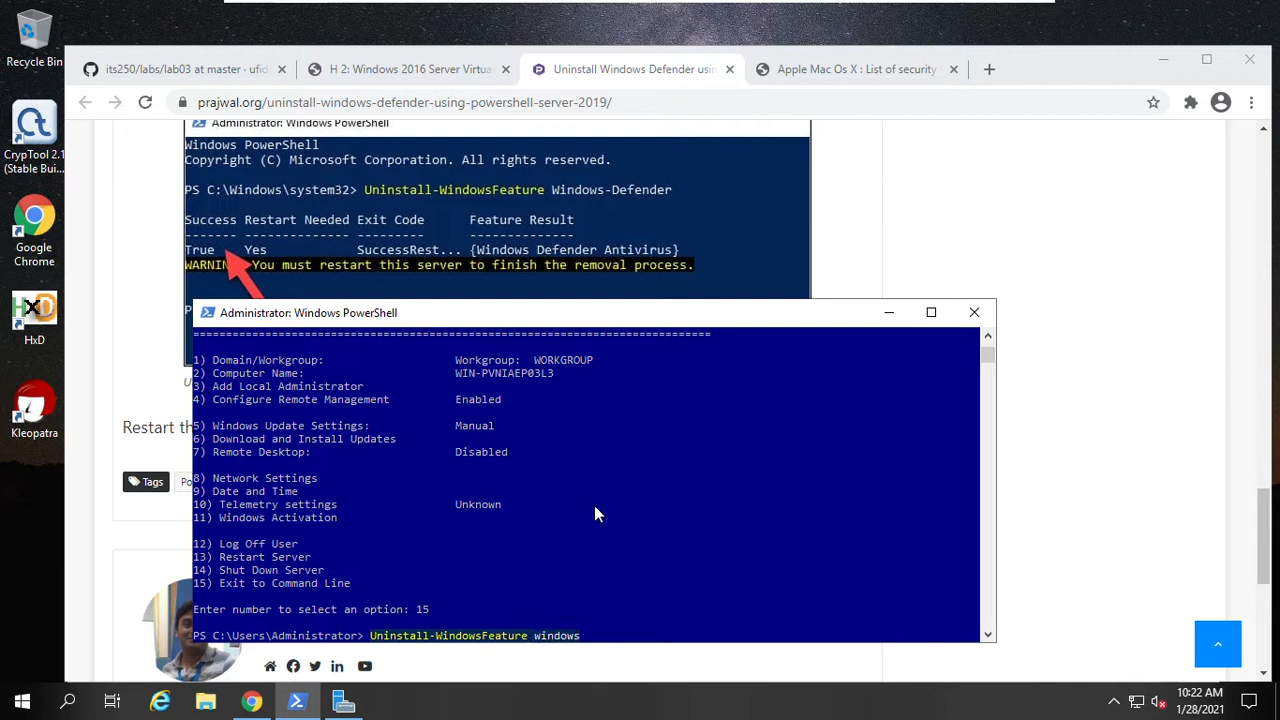 Recycle Bin
CrypTool 2.1
(Stable Bui...
Google
Chrome
HxD
Kleopatra
its250/labs/lab03 at master · ufid
H 2: Windows 2016 Server Virtua
Uninstall Windows Defender usin
Apple Mac Os X : List of security
prajwal.org/uninstall-windows-defender-using-powershell-server-2019/
Administrator: Windows PowerShell
Windows PowerShell
Copyright (C) Microsoft Corporation. All rights reserved.
PS C:\Windows\system32> Uninstall-WindowsFeature Windows-Defender
Success Restart Needed Exit Code Feature Result
------- -------------- --------- --------------
True Yes SuccessRest... {Windows Defender Antivirus}
WARNIN You must restart this server to finish the removal process.
P
U
Restart th
Tags
Po
Administrator: Windows PowerShell
===============================================================================
1) Domain/Workgroup: Workgroup: WORKGROUP
2) Computer Name: WIN-PVNIAEP03L3
3) Add Local Administrator
4) Configure Remote Management Enabled
5) Windows Update Settings: Manual
6) Download and Install Updates
7) Remote Desktop: Disabled
8) Network Settings
9) Date and Time
10) Telemetry settings Unknown
11) Windows Activation
12) Log Off User
13) Restart Server
14) Shut Down Server
15) Exit to Command Line
Enter number to select an option: 15
PS C:\Users\Administrator> Uninstall-WindowsFeature windows
10:22 AM
1/28/2021